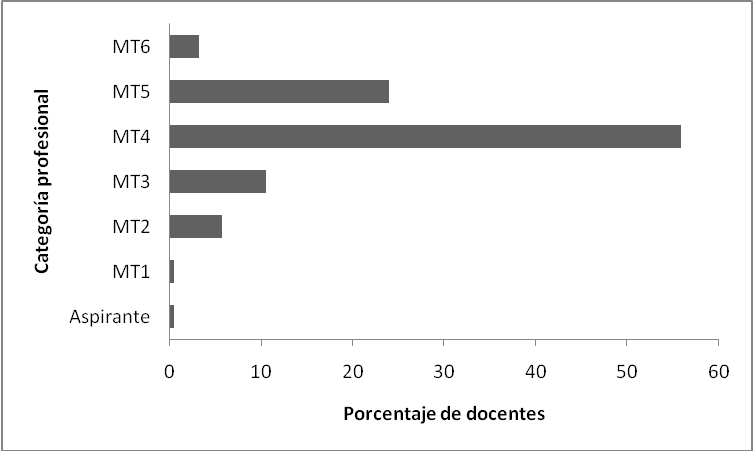 MT6
MT5
MT4
MT3
MT2
MT1
Aspirante
Categoría profesional
0 10 20 30 40 50 60
Porcentaje de docentes